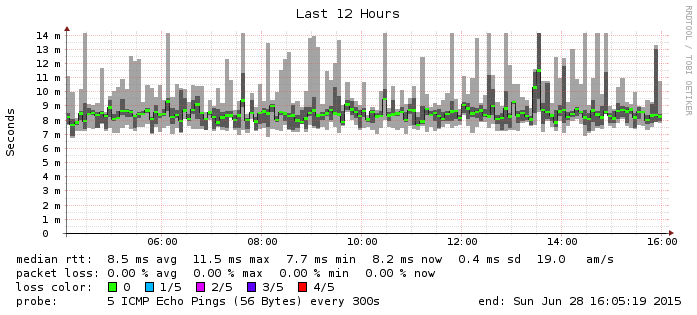 Last 12 Hours
RRDTOOL / TOBI OETIKER
Seconds
14 m
13 m
12 m
11 m
10 m
9 m
8 m
7 m
6 m
5 m
4 m
3 m
2 m
1 m
0
06:00 08:00 10:00 12:00 14:00 16:00
median rtt: 8.5 ms avg 11.5 ms max 7.7 ms min 8.2 ms now 0.4 ms sd 19.0 am/s
packet loss: 0.00 % avg 0.00 % max 0.00 % min 0.00 % now
loss color: 0 1/5 2/5 3/5 4/5
probe: 5 ICMP Echo Pings (56 Bytes) every 300s end: Sun Jun 28 16:05:19 2015